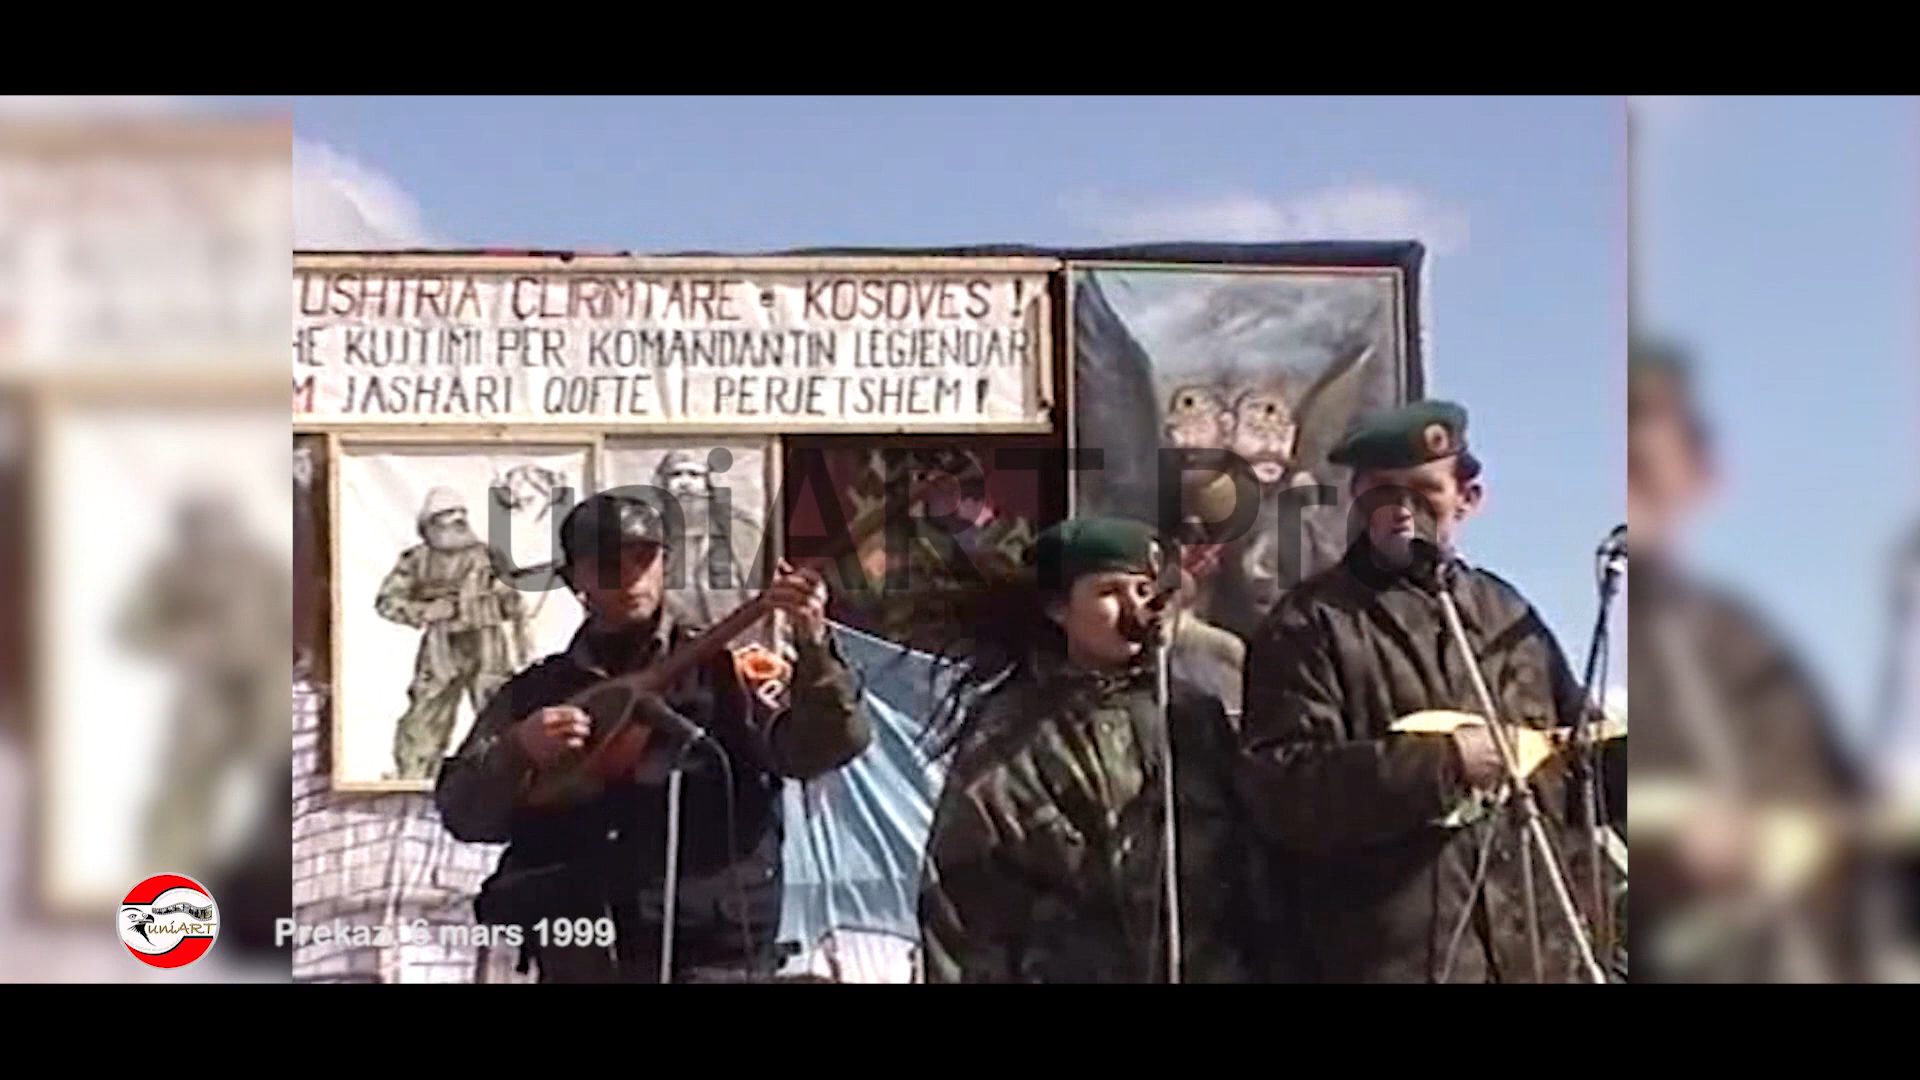 USHTRIA ÇLIRIMTARE e KOSOVES!
HE KUJTIMI PER KOMANDANTIN LEGJENDAR
M JASHARI QOFTE I PERJETSHEM!
uniART Pro
uniART
Prekaz, 6 mars 1999